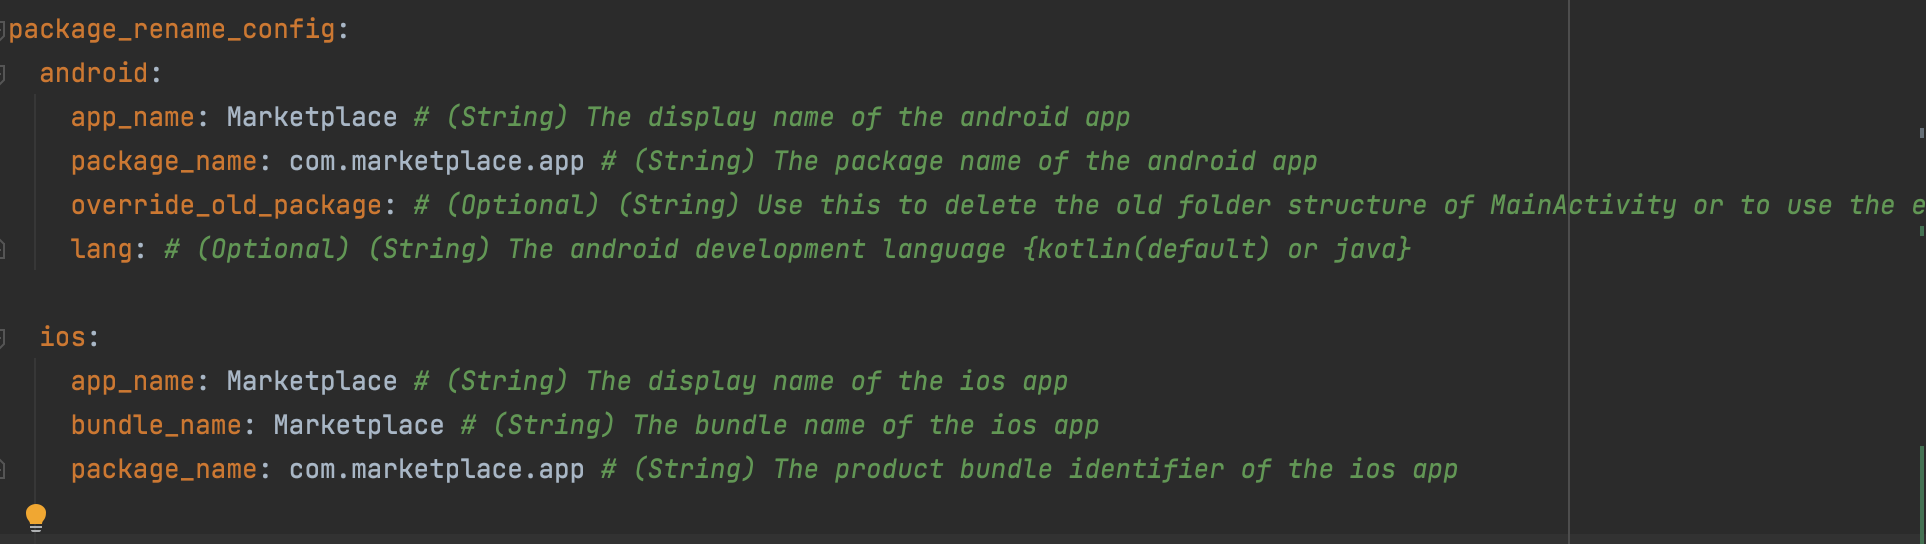 package_rename_config:
android:
app_name: Marketplace # (String) The display name of the android app
package_name: com.marketplace.app # (String) The package name of the android app
override_old_package: # (Optional) (String) Use this to delete the old folder structure of MainActivity or to use the e
lang: # (Optional) (String) The android development language {kotlin(default) or java}
ios:
app_name: Marketplace # (String) The display name of the ios app
bundle_name: Marketplace # (String) The bundle name of the ios app
package_name: com.marketplace.app # (String) The product bundle identifier of the ios app